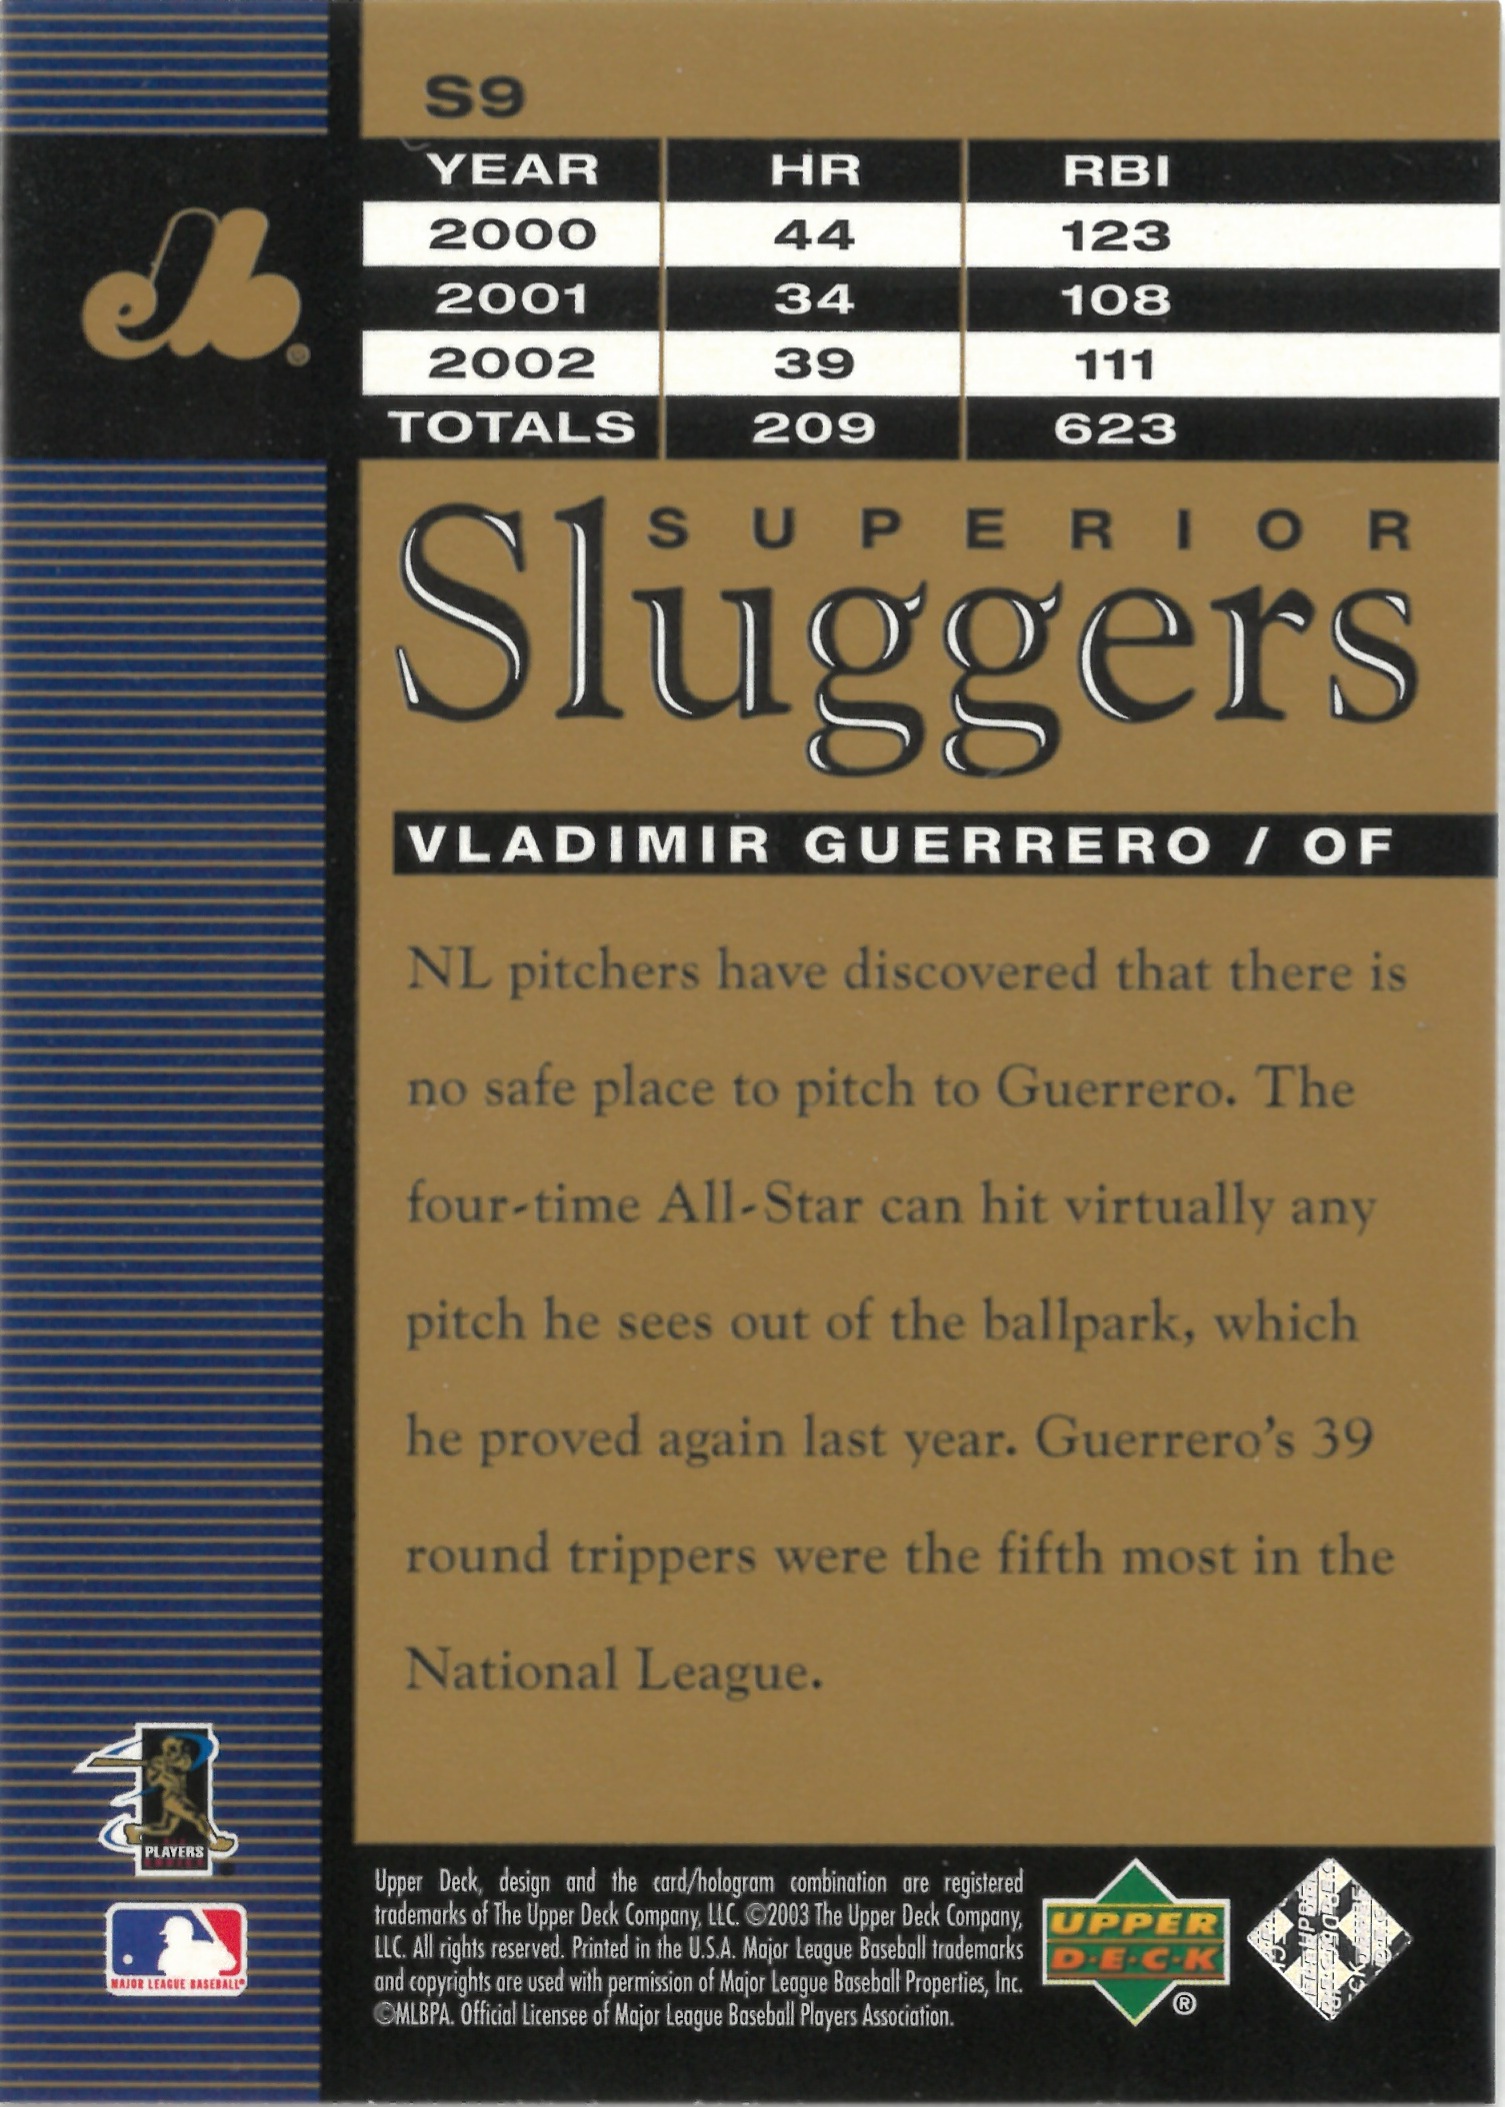 S9
YEAR HR RBI
2000 44 123
2001 34 108
2002 39 111
TOTALS 209 623
SUPERIOR
Sluggers
VLADIMIR GUERRERO / OF
NL pitchers have discovered that there is
no safe place to pitch to Guerrero. The
four-time All-Star can hit virtually any
pitch he sees out of the ballpark, which
he proved again last year. Guerrero's 39
round trippers were the fifth most in the
National League.
PLAYERS
MAJOR LEAGUE BASEBALL
Upper Deck, design and the card/hologram combination are registered
trademarks of The Upper Deck Company, LLC. ©2003 The Upper Deck Company,
LLC. All rights reserved. Printed in the U.S.A. Major League Baseball trademarks
and copyrights are used with permission of Major League Baseball Properties, Inc.
©MLBPA. Official Licensee of Major League Baseball Players Association.
UPPER
D·E·C·K
®